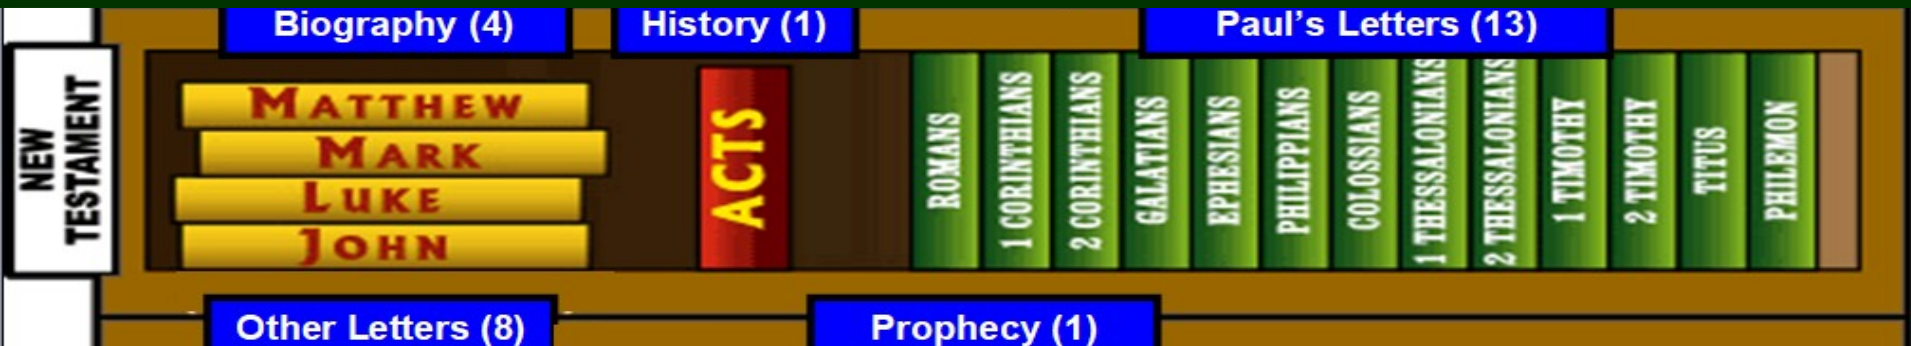 Biography (4)
History (1)
Paul's Letters (13)
NEW
TESTAMENT
MATTHEW
MARK
LUKE
JOHN
ACTS
ROMANS
1 CORINTHIANS
2 CORINTHIANS
GALATIANS
EPHESIANS
PHILIPPIANS
COLOSSIANS
1 THESSALONIANS
2 THESSALONIANS
1 TIMOTHY
2 TIMOTHY
TITUS
PHILEMON
Other Letters (8)
Prophecy (1)